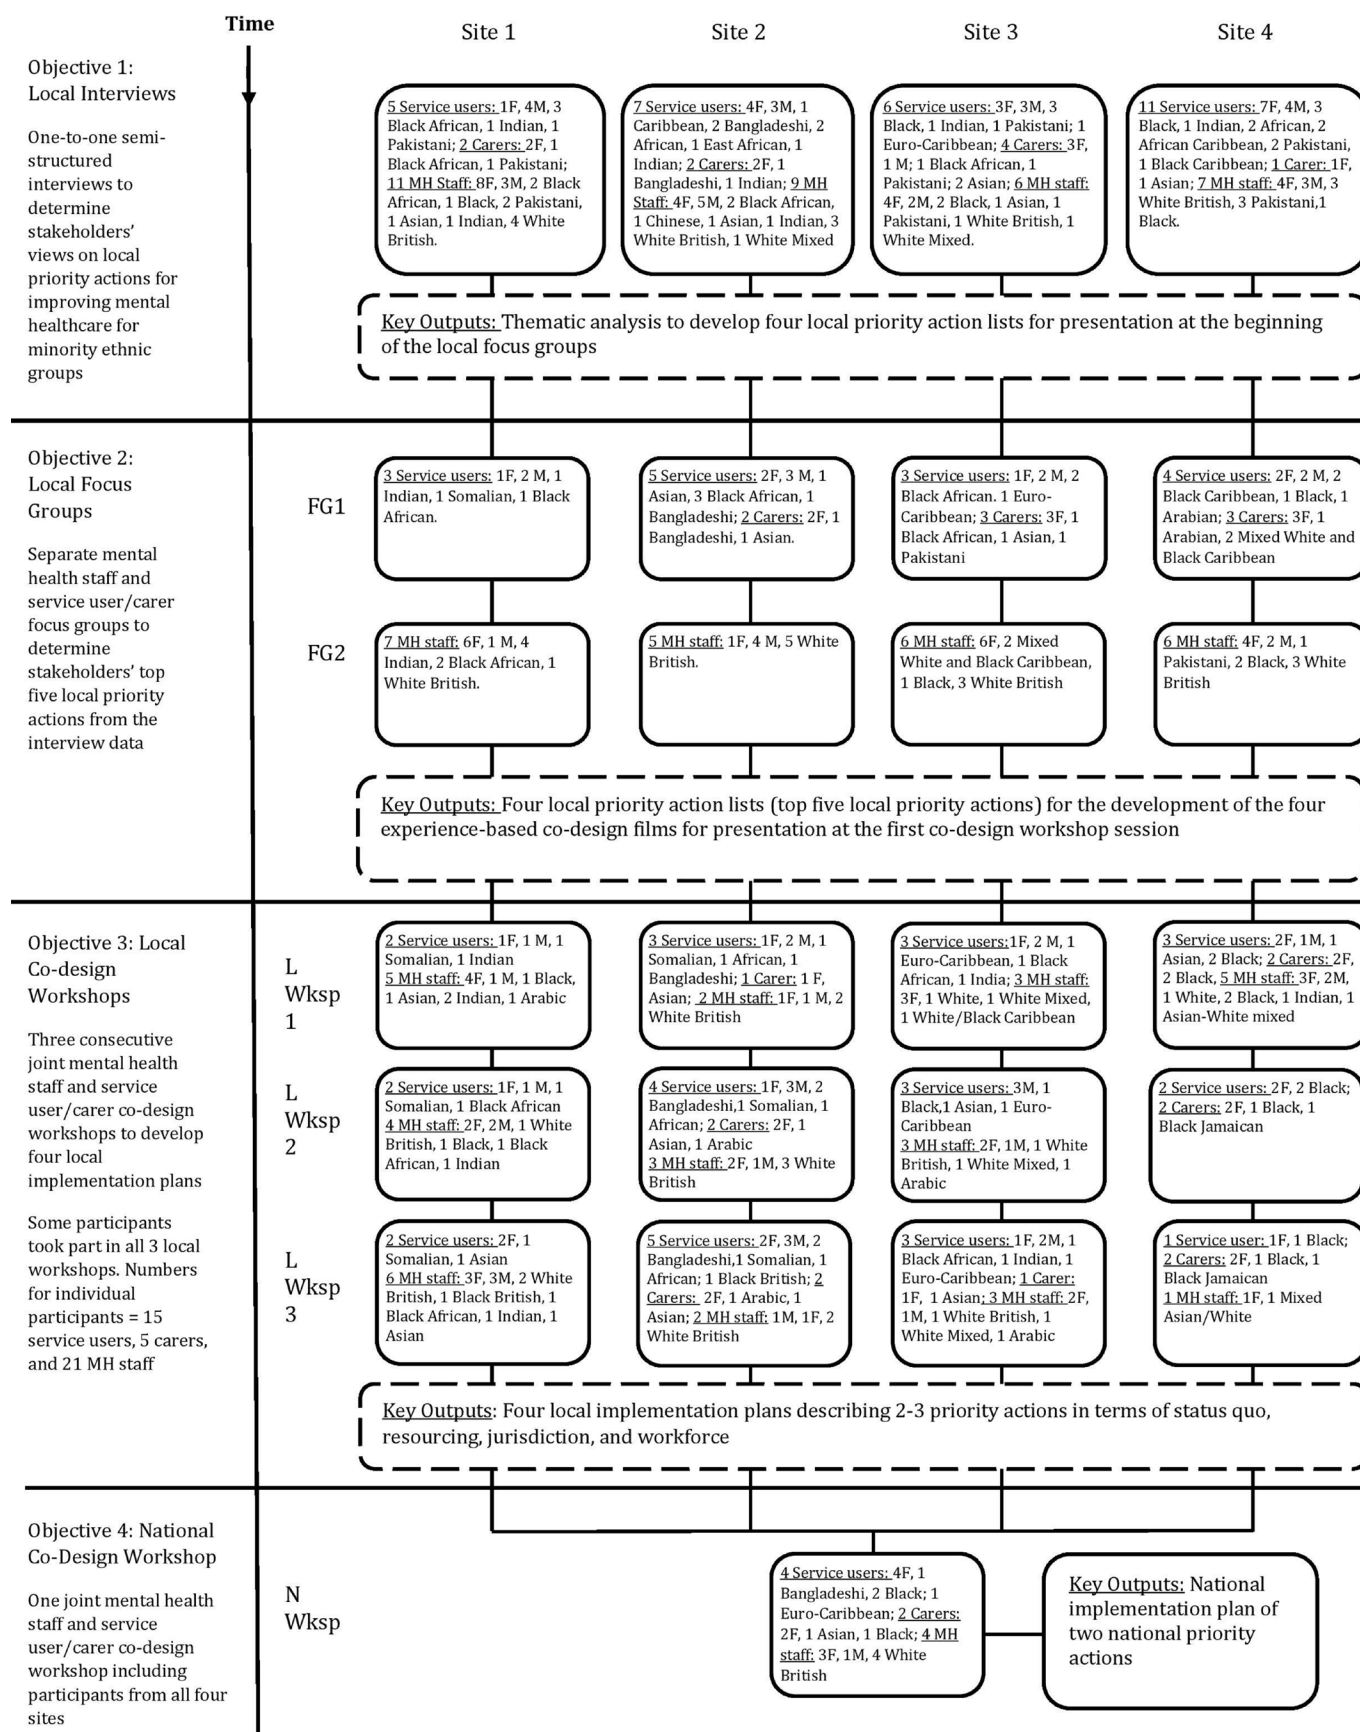 Time
Site 1
Site 2
Site 3
Site 4
Objective 1:
Local Interviews
One-to-one semi-
structured
interviews to
determine
stakeholders'
views on local
priority actions for
improving mental
healthcare for
minority ethnic
groups
5 Service users: 1F, 4M, 3
Black African, 1 Indian, 1
Pakistani; 2 Carers: 2F, 1
Black African, 1 Pakistani;
11 MH Staff: 8F, 3M, 2 Black
African, 1 Black, 2 Pakistani,
1 Asian, 1 Indian, 4 White
British.
7 Service users: 4F, 3M, 1
Caribbean, 2 Bangladeshi, 2
African, 1 East African, 1
Indian; 2 Carers: 2F, 1
Bangladeshi, 1 Indian; 9 MH
Staff: 4F, 5M, 2 Black African,
1 Chinese, 1 Asian, 1 Indian, 3
White British, 1 White Mixed
6 Service users: 3F, 3M, 3
Black, 1 Indian, 1 Pakistani; 1
Euro-Caribbean; 4 Carers: 3F,
1 M; 1 Black African, 1
Pakistani; 2 Asian; 6 MH staff:
4F, 2M, 2 Black, 1 Asian, 1
Pakistani, 1 White British, 1
White Mixed.
11 Service users: 7F, 4M, 3
Black, 1 Indian, 2 African, 2
African Caribbean, 2 Pakistani,
1 Black Caribbean; 1 Carer: 1F,
1 Asian; 7 MH staff: 4F, 3M, 3
White British, 3 Pakistani,1
Black.
Key Outputs: Thematic analysis to develop four local priority action lists for presentation at the beginning
of the local focus groups
Objective 2:
Local Focus
Groups
Separate mental
health staff and
service user/carer
focus groups to
determine
stakeholders' top
five local priority
actions from the
interview data
FG1
3 Service users: 1F, 2 M, 1
Indian, 1 Somalian, 1 Black
African.
5 Service users: 2F, 3 M, 1
Asian, 3 Black African, 1
Bangladeshi; 2 Carers: 2F, 1
Bangladeshi, 1 Asian.
3 Service users: 1F, 2 M, 2
Black African. 1 Euro-
Caribbean; 3 Carers: 3F, 1
Black African, 1 Asian, 1
Pakistani
4 Service users: 2F, 2 M, 2
Black Caribbean, 1 Black, 1
Arabian; 3 Carers: 3F, 1
Arabian, 2 Mixed White and
Black Caribbean
FG2
7 MH staff: 6F, 1 M, 4
Indian, 2 Black African, 1
White British.
5 MH staff: 1F, 4 M, 5 White
British.
6 MH staff: 6F, 2 Mixed
White and Black Caribbean,
1 Black, 3 White British
6 MH staff: 4F, 2 M, 1
Pakistani, 2 Black, 3 White
British
Key Outputs: Four local priority action lists (top five local priority actions) for the development of the four
experience-based co-design films for presentation at the first co-design workshop session
Objective 3: Local
Co-design
Workshops
Three consecutive
joint mental health
staff and service
user/carer co-design
workshops to develop
four local
implementation plans
Some participants
took part in all 3 local
workshops. Numbers
for individual
participants = 15
service users, 5 carers,
and 21 MH staff
L
Wksp
1
2 Service users: 1F, 1 M, 1
Somalian, 1 Indian
5 MH staff: 4F, 1 M, 1 Black,
1 Asian, 2 Indian, 1 Arabic
3 Service users: 1F, 2 M, 1
Somalian, 1 African, 1
Bangladeshi; 1 Carer: 1 F,
Asian; 2 MH staff: 1F, 1 M, 2
White British
3 Service users:1F, 2 M, 1
Euro-Caribbean, 1 Black
African, 1 India; 3 MH staff:
3F, 1 White, 1 White Mixed,
1 White/Black Caribbean
3 Service users: 2F, 1M, 1
Asian, 2 Black; 2 Carers: 2F,
2 Black, 5 MH staff: 3F, 2M,
1 White, 2 Black, 1 Indian, 1
Asian-White mixed
L
Wksp
2
2 Service users: 1F, 1 M, 1
Somalian, 1 Black African
4 MH staff: 2F, 2M, 1 White
British, 1 Black, 1 Black
African, 1 Indian
4 Service users: 1F, 3M, 2
Bangladeshi,1 Somalian, 1
African; 2 Carers: 2F, 1
Asian, 1 Arabic
3 MH staff: 2F, 1M, 3 White
British
3 Service users: 3M, 1
Black,1 Asian, 1 Euro-
Caribbean
3 MH staff: 2F, 1M, 1 White
British, 1 White Mixed, 1
Arabic
2 Service users: 2F, 2 Black;
2 Carers: 2F, 1 Black, 1
Black Jamaican
L
Wksp
3
2 Service users: 2F, 1
Somalian, 1 Asian
6 MH staff: 3F, 3M, 2 White
British, 1 Black British, 1
Black African, 1 Indian, 1
Asian
5 Service users: 2F, 3M, 2
Bangladeshi,1 Somalian, 1
African; 1 Black British; 2
Carers: 2F, 1 Arabic, 1
Asian; 2 MH staff: 1M, 1F, 2
White British
3 Service users: 1F, 2M, 1
Black African, 1 Indian, 1
Euro-Caribbean; 1 Carer:
1F, 1 Asian; 3 MH staff: 2F,
1M, 1 White British, 1
White Mixed, 1 Arabic
1 Service user: 1F, 1 Black;
2 Carers: 2F, 1 Black, 1
Black Jamaican
1 MH staff: 1F, 1 Mixed
Asian/White
Key Outputs: Four local implementation plans describing 2-3 priority actions in terms of status quo,
resourcing, jurisdiction, and workforce
Objective 4: National
Co-Design Workshop
One joint mental health
staff and service
user/carer co-design
workshop including
participants from all four
sites
N
Wksp
4 Service users: 4F, 1
Bangladeshi, 2 Black; 1
Euro-Caribbean; 2 Carers:
2F, 1 Asian, 1 Black; 4 MH
staff: 3F, 1M, 4 White
British
Key Outputs: National
implementation plan of
two national priority
actions